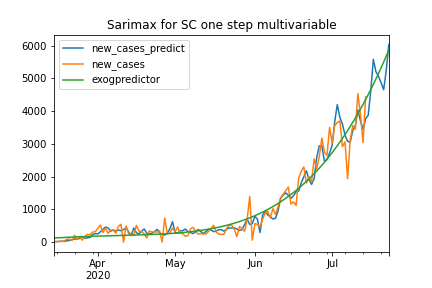 Sarimax for SC one step multivariable
new_cases_predict
new_cases
exogpredictor
6000
5000
4000
3000
2000
1000
0
Apr
2020
May
Jun
Jul